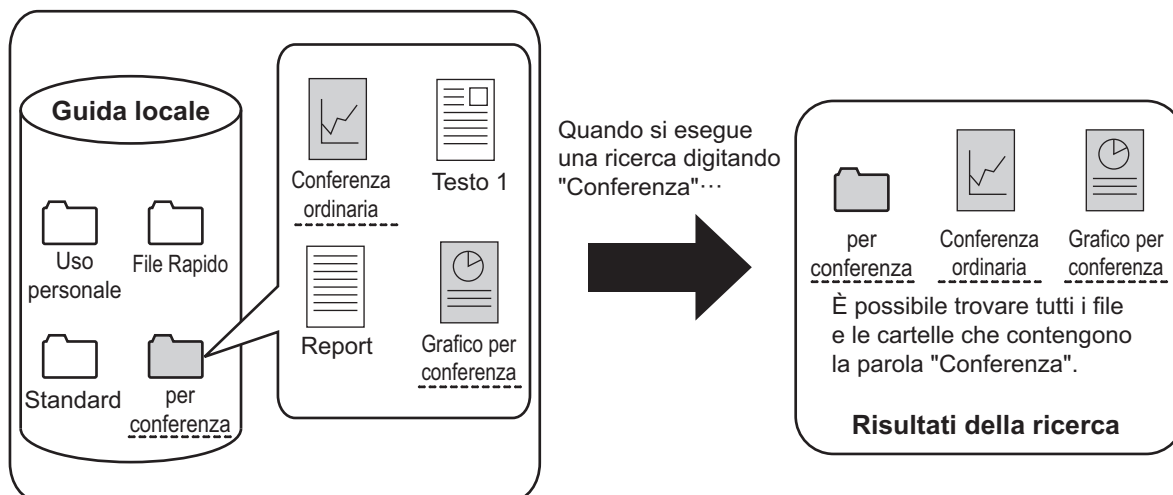 Guida locale
Uso
personale
File Rapido
Standard
per
conferenza
Conferenza
ordinaria
Testo 1
Report
Grafico per
conferenza
Quando si esegue
una ricerca digitando
"Conferenza"···
per
conferenza
Conferenza
ordinaria
Grafico per
conferenza
È possibile trovare tutti i file
e le cartelle che contengono
la parola "Conferenza".
Risultati della ricerca